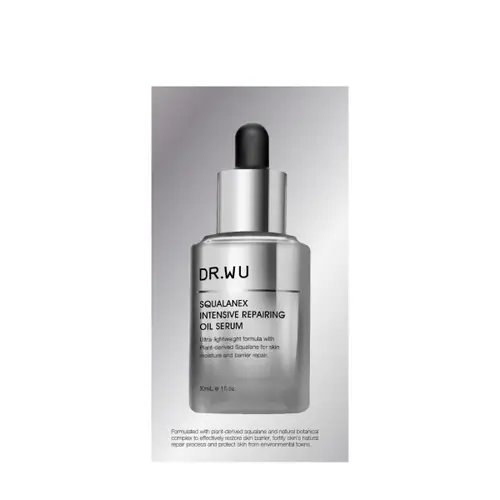 DR.WU
SQUALANEX
INTENSIVE REPAIRING
OIL SERUM
Ultra lightweight formula with
Plant-derived Squalane for skin
moisture and barrier repair.
30mL e 1fl.oz.
Formulated with plant-derived squalane and natural botanical
complex to effectively restore skin barrier, fortify skin's natural
repair process and protect skin from environmental toxins.